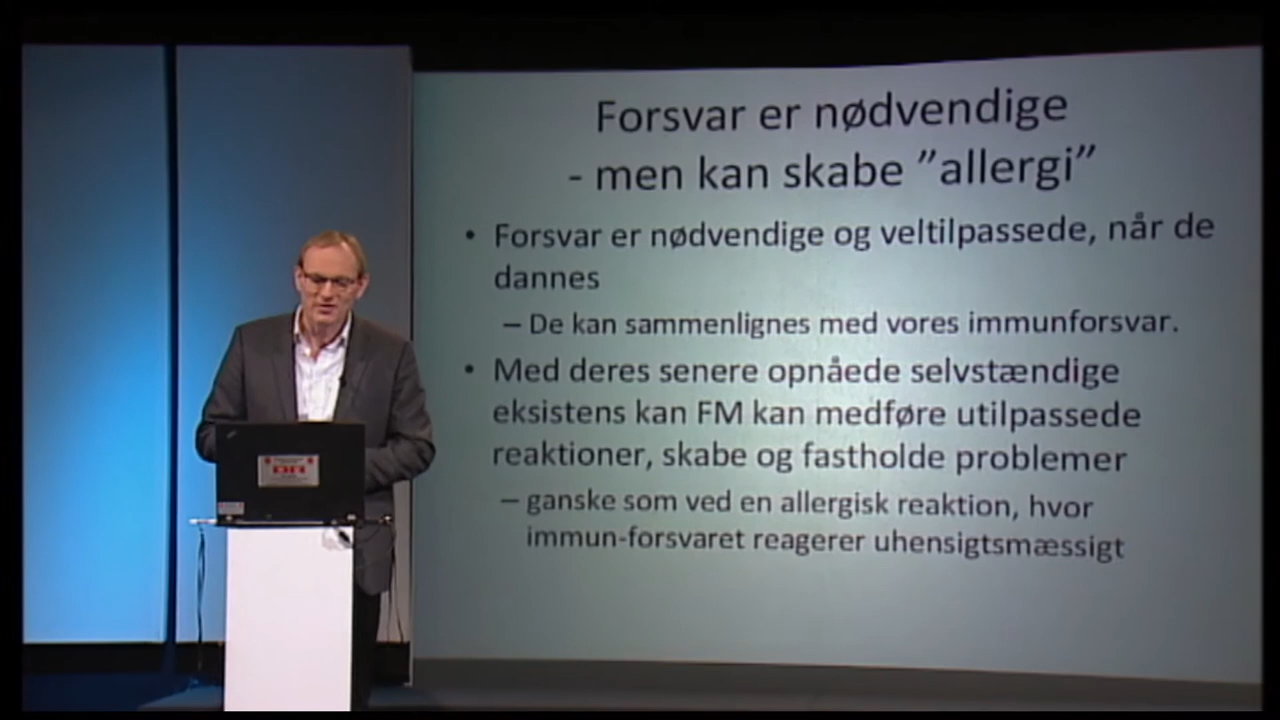 Forsvar er nødvendige
- men kan skabe ”allergi”
• Forsvar er nødvendige og veltilpassede, når de
dannes
– De kan sammenlignes med vores immunforsvar.
• Med deres senere opnåede selvstændige
eksistens kan FM kan medføre utilpassede
reaktioner, skabe og fastholde problemer
– ganske som ved en allergisk reaktion, hvor
immun-forsvaret reagerer uhensigtsmæssigt
DR